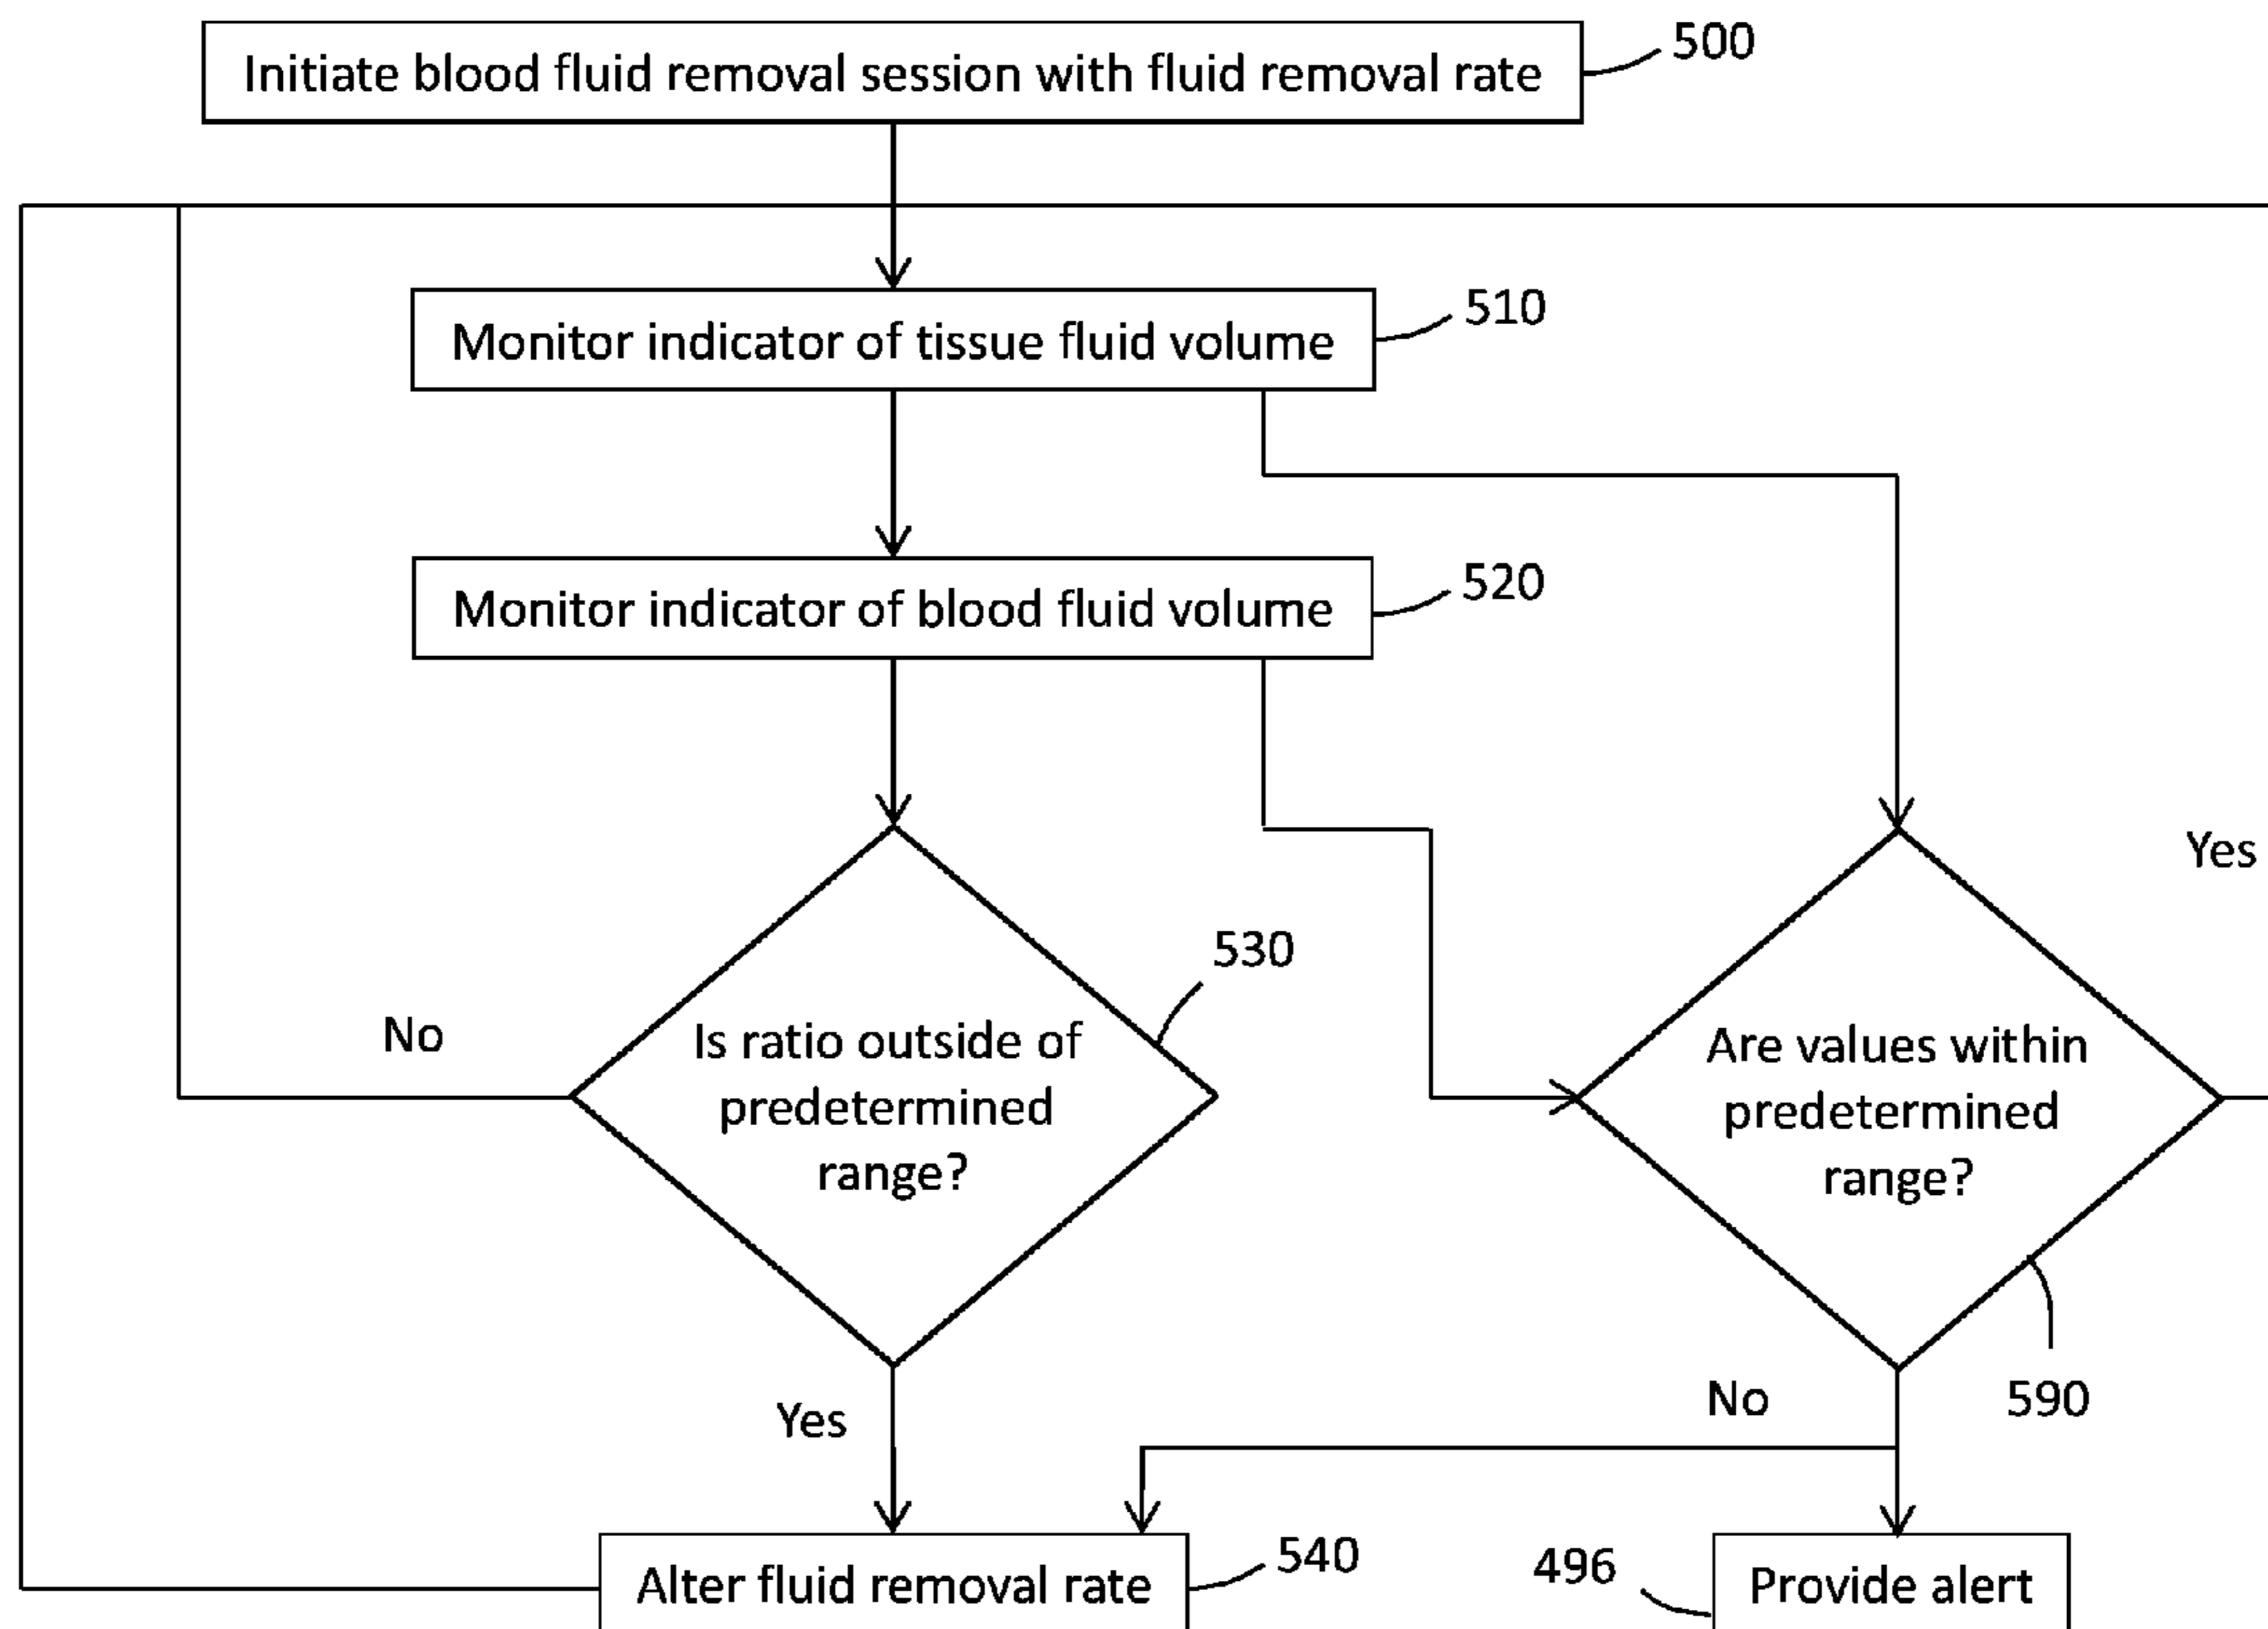 Initiate blood fluid removal session with fluid removal rate
500
Monitor indicator of tissue fluid volume
510
Monitor indicator of blood fluid volume
520
Yes
530
No
Is ratio outside of
predetermined
range?
Are values within
predetermined
range?
Yes
No
590
Alter fluid removal rate
540
496
Provide alert